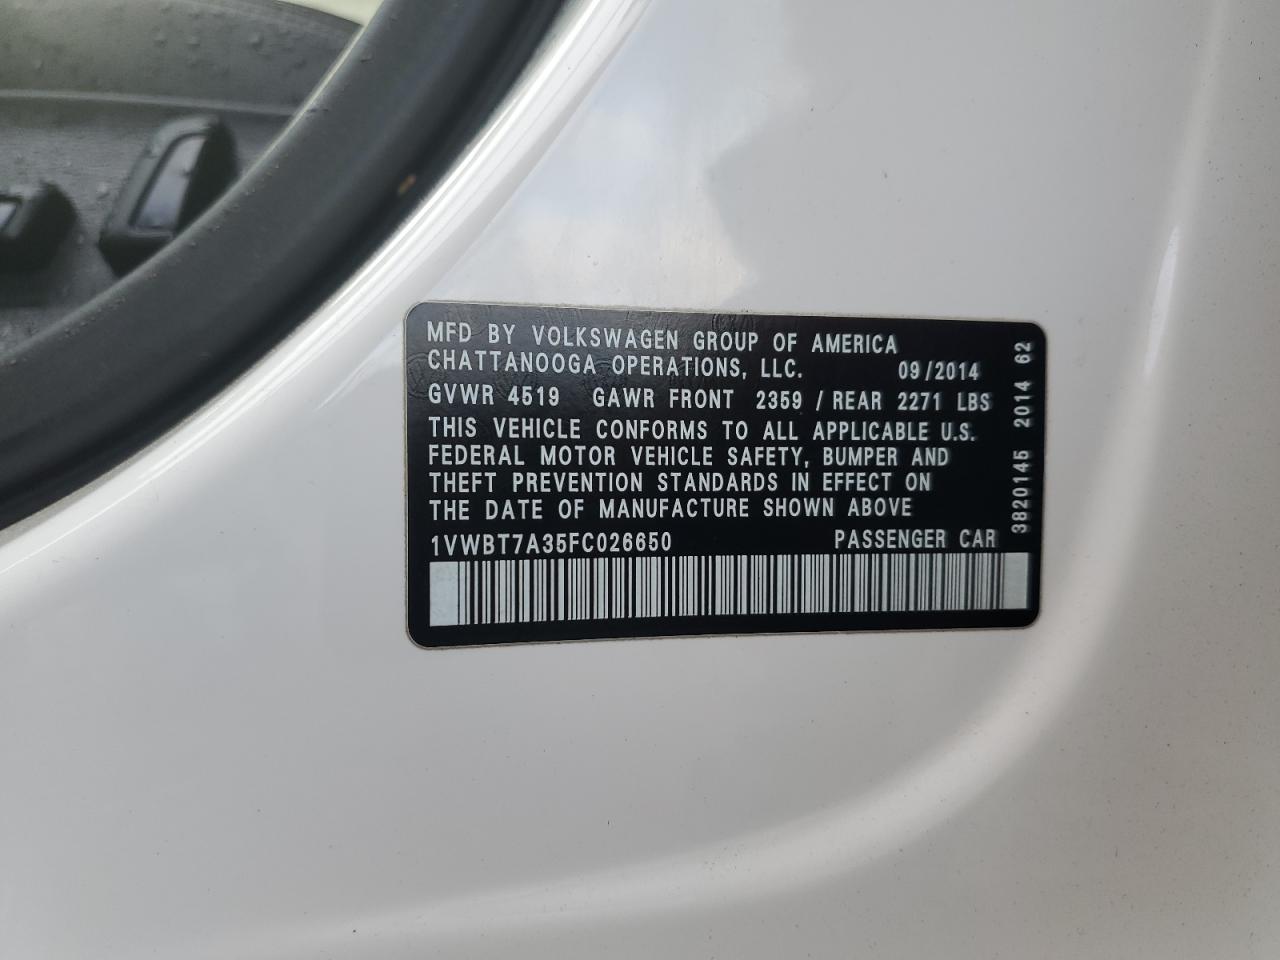 MFD BY VOLKSWAGEN GROUP OF AMERICA
CHATTANOOGA OPERATIONS, LLC. 09/2014
GVWR 4519 GAWR FRONT 2359 / REAR 2271 LBS
THIS VEHICLE CONFORMS TO ALL APPLICABLE U.S.
FEDERAL MOTOR VEHICLE SAFETY, BUMPER AND
THEFT PREVENTION STANDARDS IN EFFECT ON
THE DATE OF MANUFACTURE SHOWN ABOVE
1VWBT7A35FC026650 PASSENGER CAR
3820145 2014 62